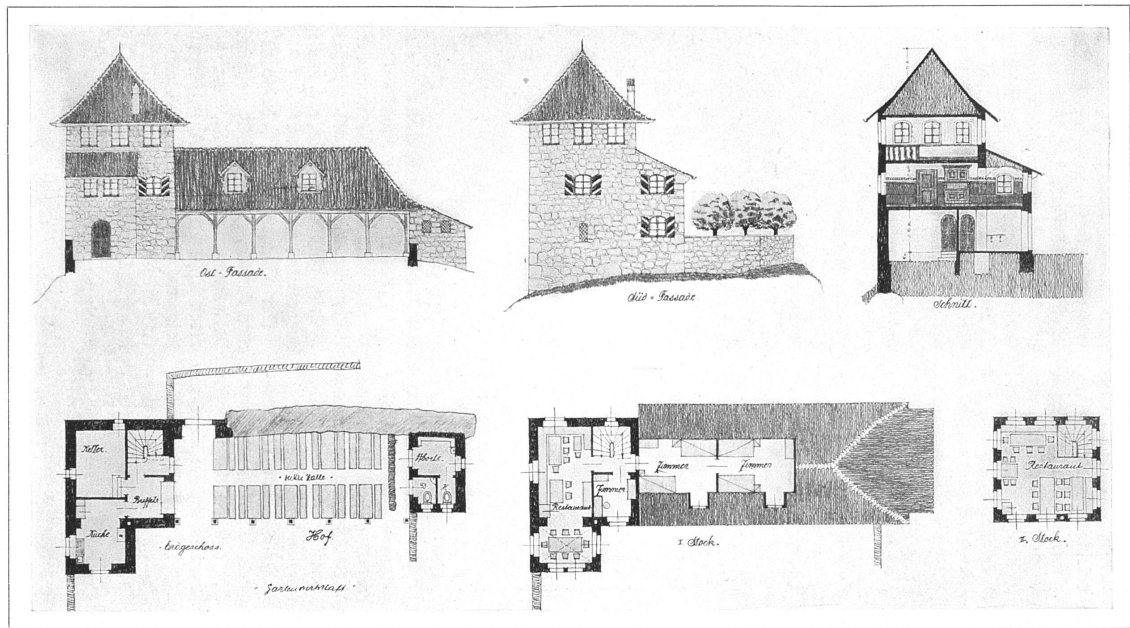 Ost-Fassade.
Süd-Fassade
Schnitt.
Keller.
Buffet
Küche
Halle
Aborte.
Hof.
Erdgeschoss.
Gartenwirtschaft
Zimmer
Zimmer
Zimmer
Restaurant
I. Stock.
Restaurant
II. Stock.